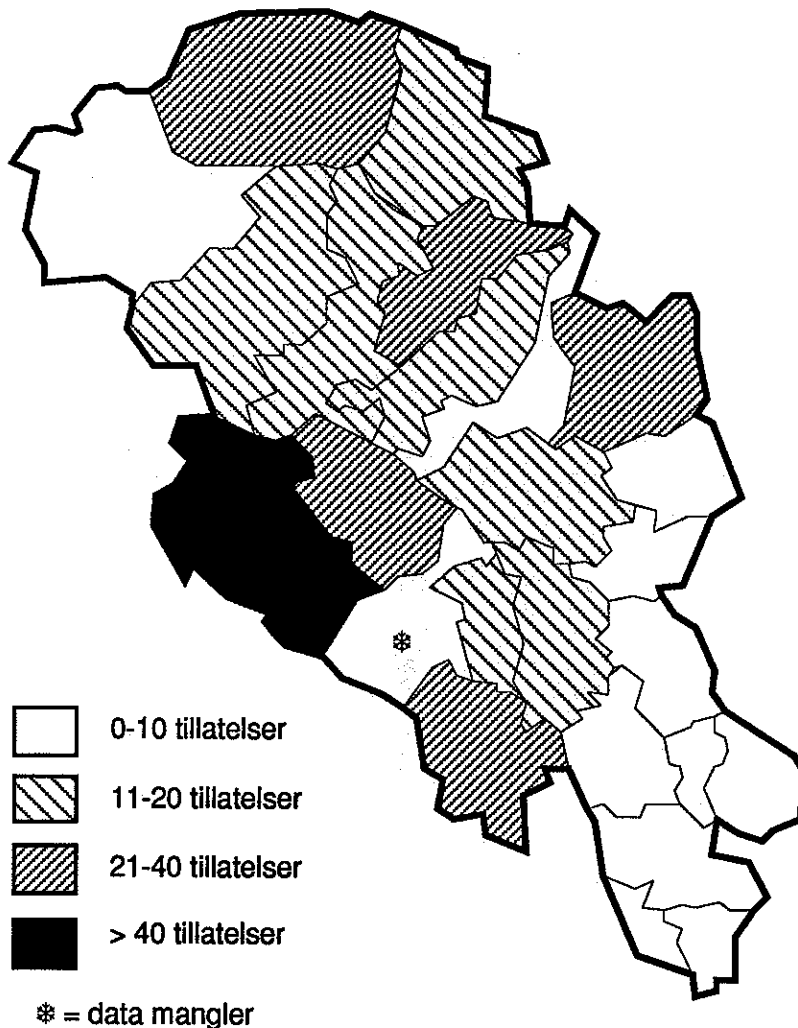 ❄
0-10 tillatelser
11-20 tillatelser
21-40 tillatelser
> 40 tillatelser
❄ = data mangler